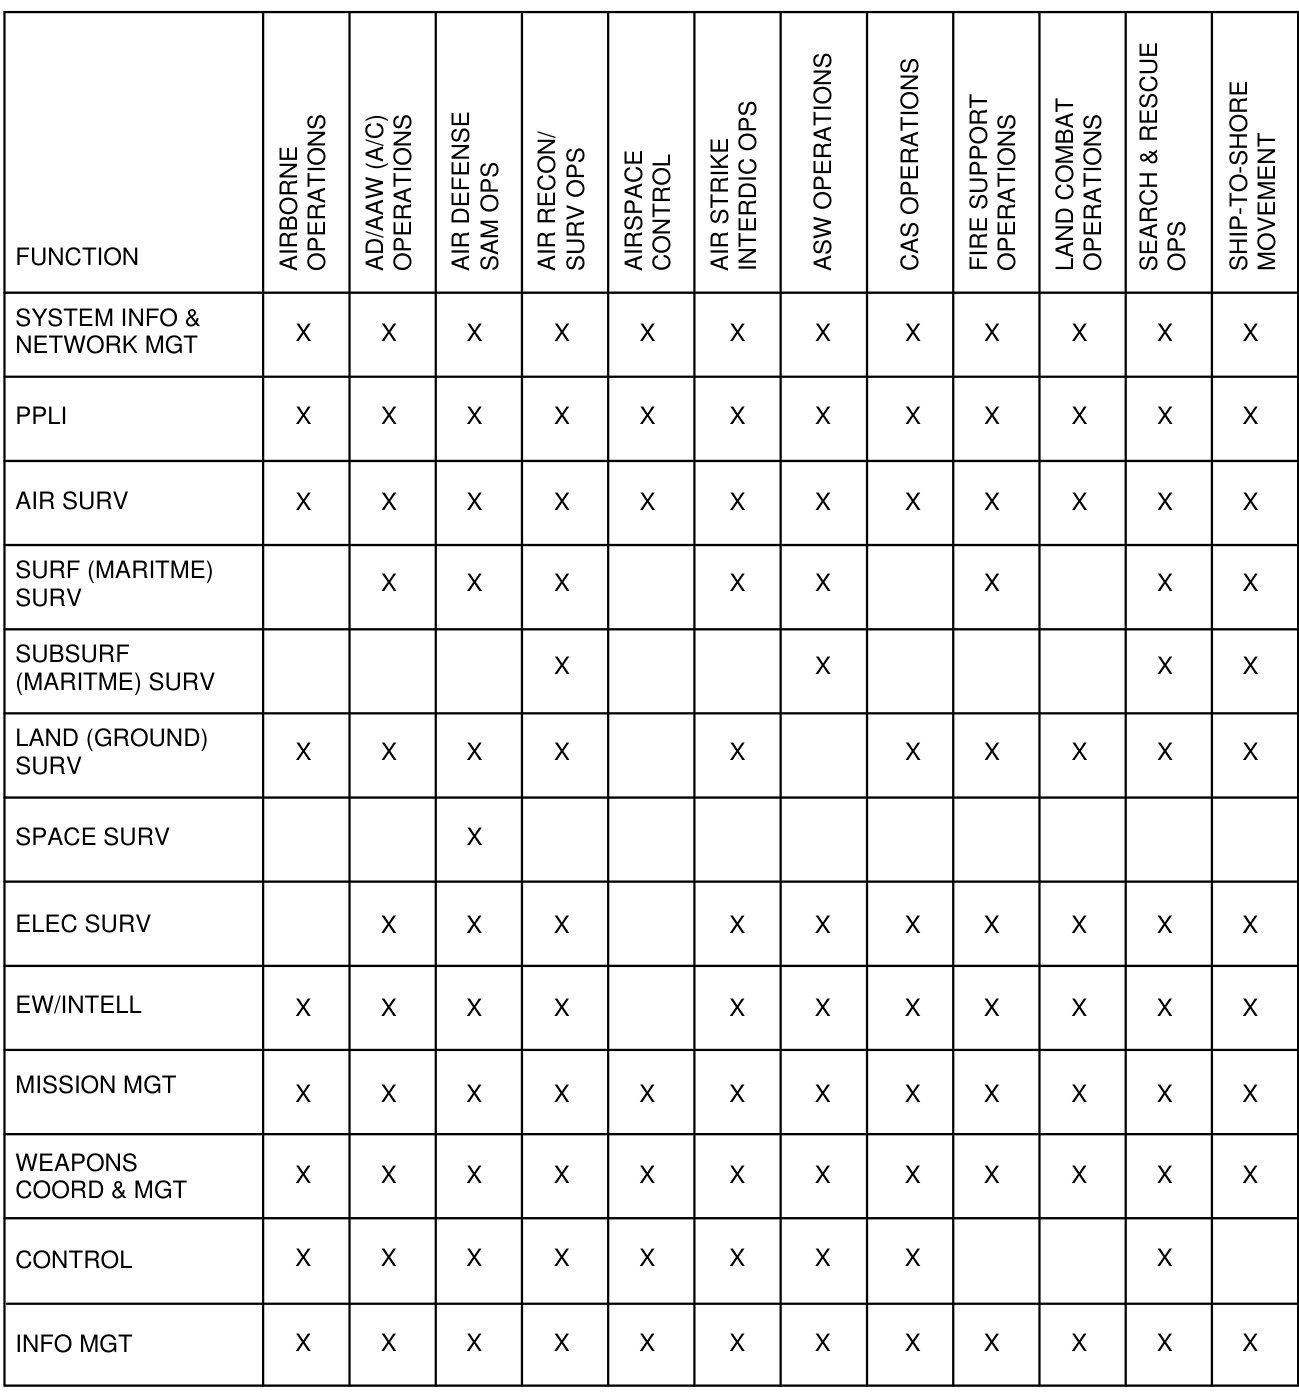 FUNCTION
AIRBORNE
OPERATIONS
AD/AAW (A/C)
OPERATIONS
AIR DEFENSE
SAM OPS
AIR RECON/
SURV OPS
AIRSPACE
CONTROL
AIR STRIKE
INTERDIC OPS
ASW OPERATIONS
CAS OPERATIONS
FIRE SUPPORT
OPERATIONS
LAND COMBAT
OPERATIONS
SEARCH & RESCUE
OPS
SHIP-TO-SHORE
MOVEMENT
SYSTEM INFO &
NETWORK MGT
X X X X X X X X X X X X
PPLI X X X X X X X X X X X X
AIR SURV X X X X X X X X X X X X
SURF (MARITME)
SURV
X X X X X X X X
SUBSURF
(MARITME) SURV
X X X X
LAND (GROUND)
SURV
X X X X X X X X X X
SPACE SURV X
ELEC SURV X X X X X X X X X X
EW/INTELL X X X X X X X X X X X
MISSION MGT X X X X X X X X X X X X
WEAPONS
COORD & MGT
X X X X X X X X X X X X
CONTROL X X X X X X X X X
INFO MGT X X X X X X X X X X X X